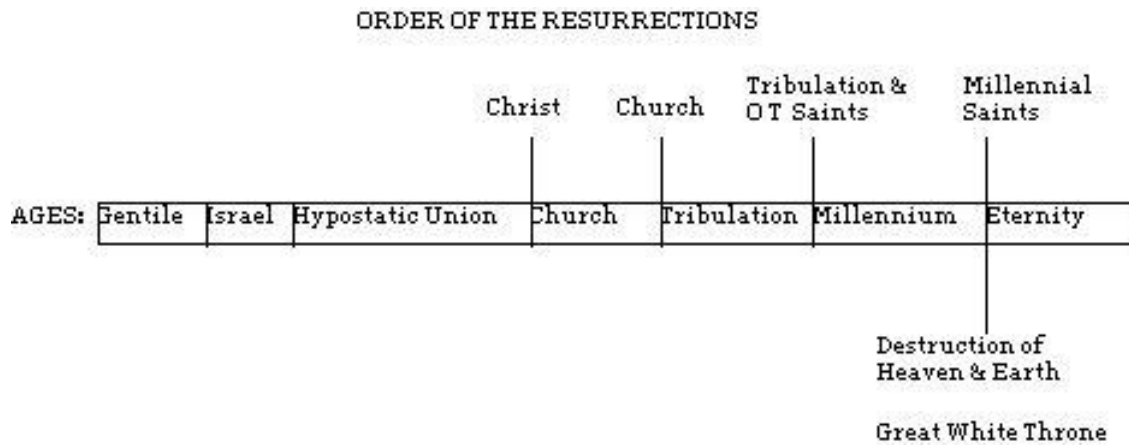 ORDER OF THE RESURRECTIONS
Christ
Church
Tribulation &
O T Saints
Millennial
Saints
AGES: Gentile Israel Hypostatic Union Church Tribulation Millennium Eternity
Destruction of
Heaven & Earth
Great White Throne